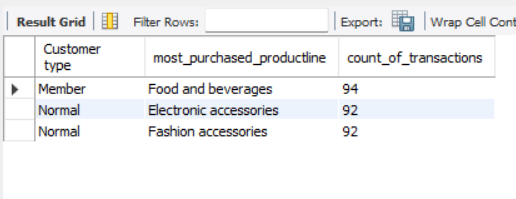 Result Grid Filter Rows: Export: Wrap Cell Cont
Customer type most_purchased_productline count_of_transactions
Member Food and beverages 94
Normal Electronic accessories 92
Normal Fashion accessories 92